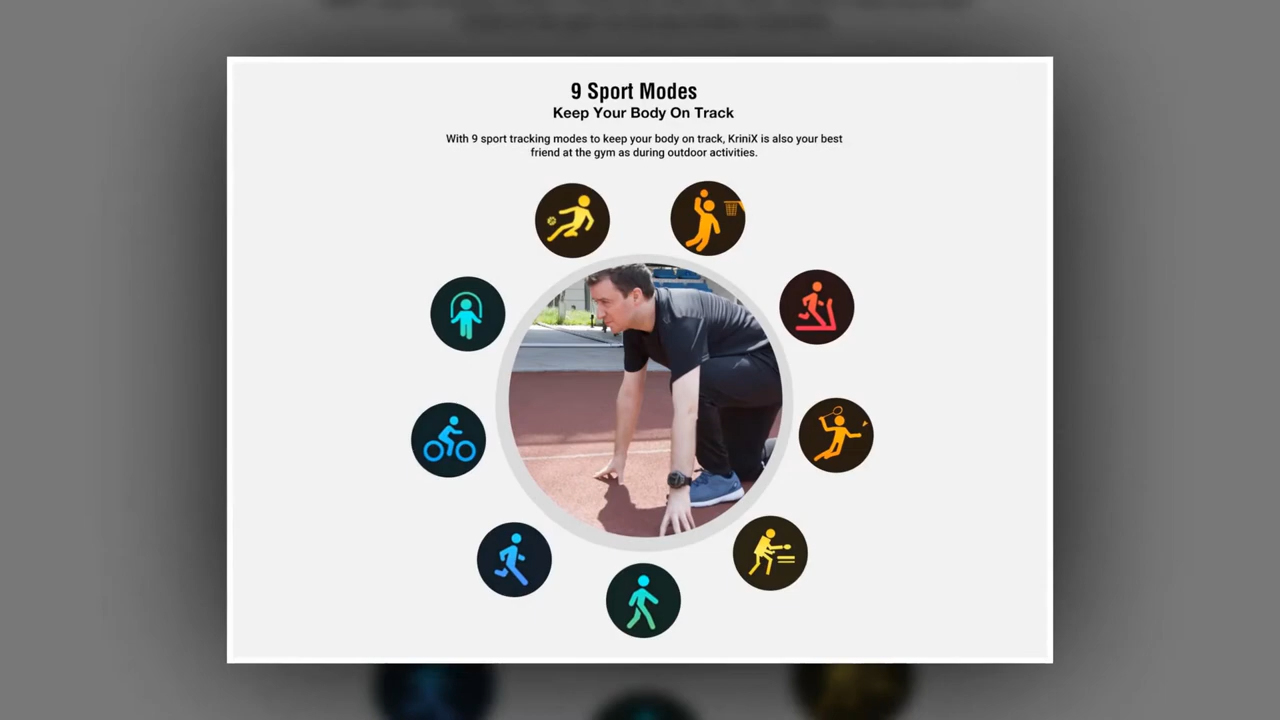 9 Sport Modes
Keep Your Body On Track
With 9 sport tracking modes to keep your body on track, KriniX is also your best
friend at the gym as during outdoor activities.